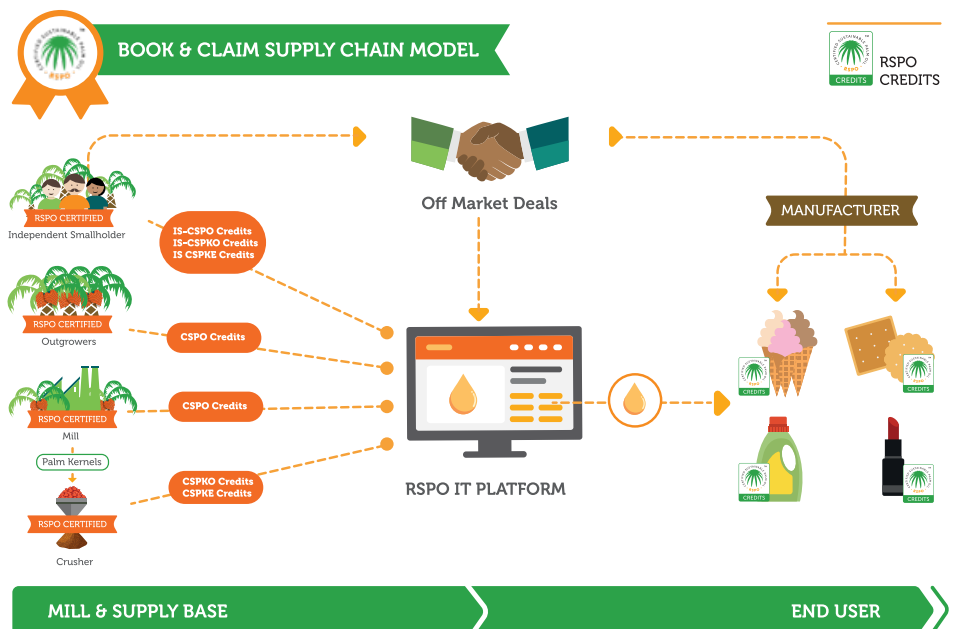 BOOK & CLAIM SUPPLY CHAIN MODEL
RSPO
CREDITS
RSPO
CREDITS
Off Market Deals
RSPO CERTIFIED
Independent Smallholder
IS-CSPO Credits
IS-CSPKO Credits
IS CSPKE Credits
MANUFACTURER
RSPO CERTIFIED
Outgrowers
CSPO Credits
RSPO CERTIFIED
Mill
CSPO Credits
Palm Kernels
CSPKO Credits
CSPKE Credits
RSPO CERTIFIED
Crusher
RSPO IT PLATFORM
CREDITS
CREDITS
CREDITS
CREDITS
MILL & SUPPLY BASE
END USER